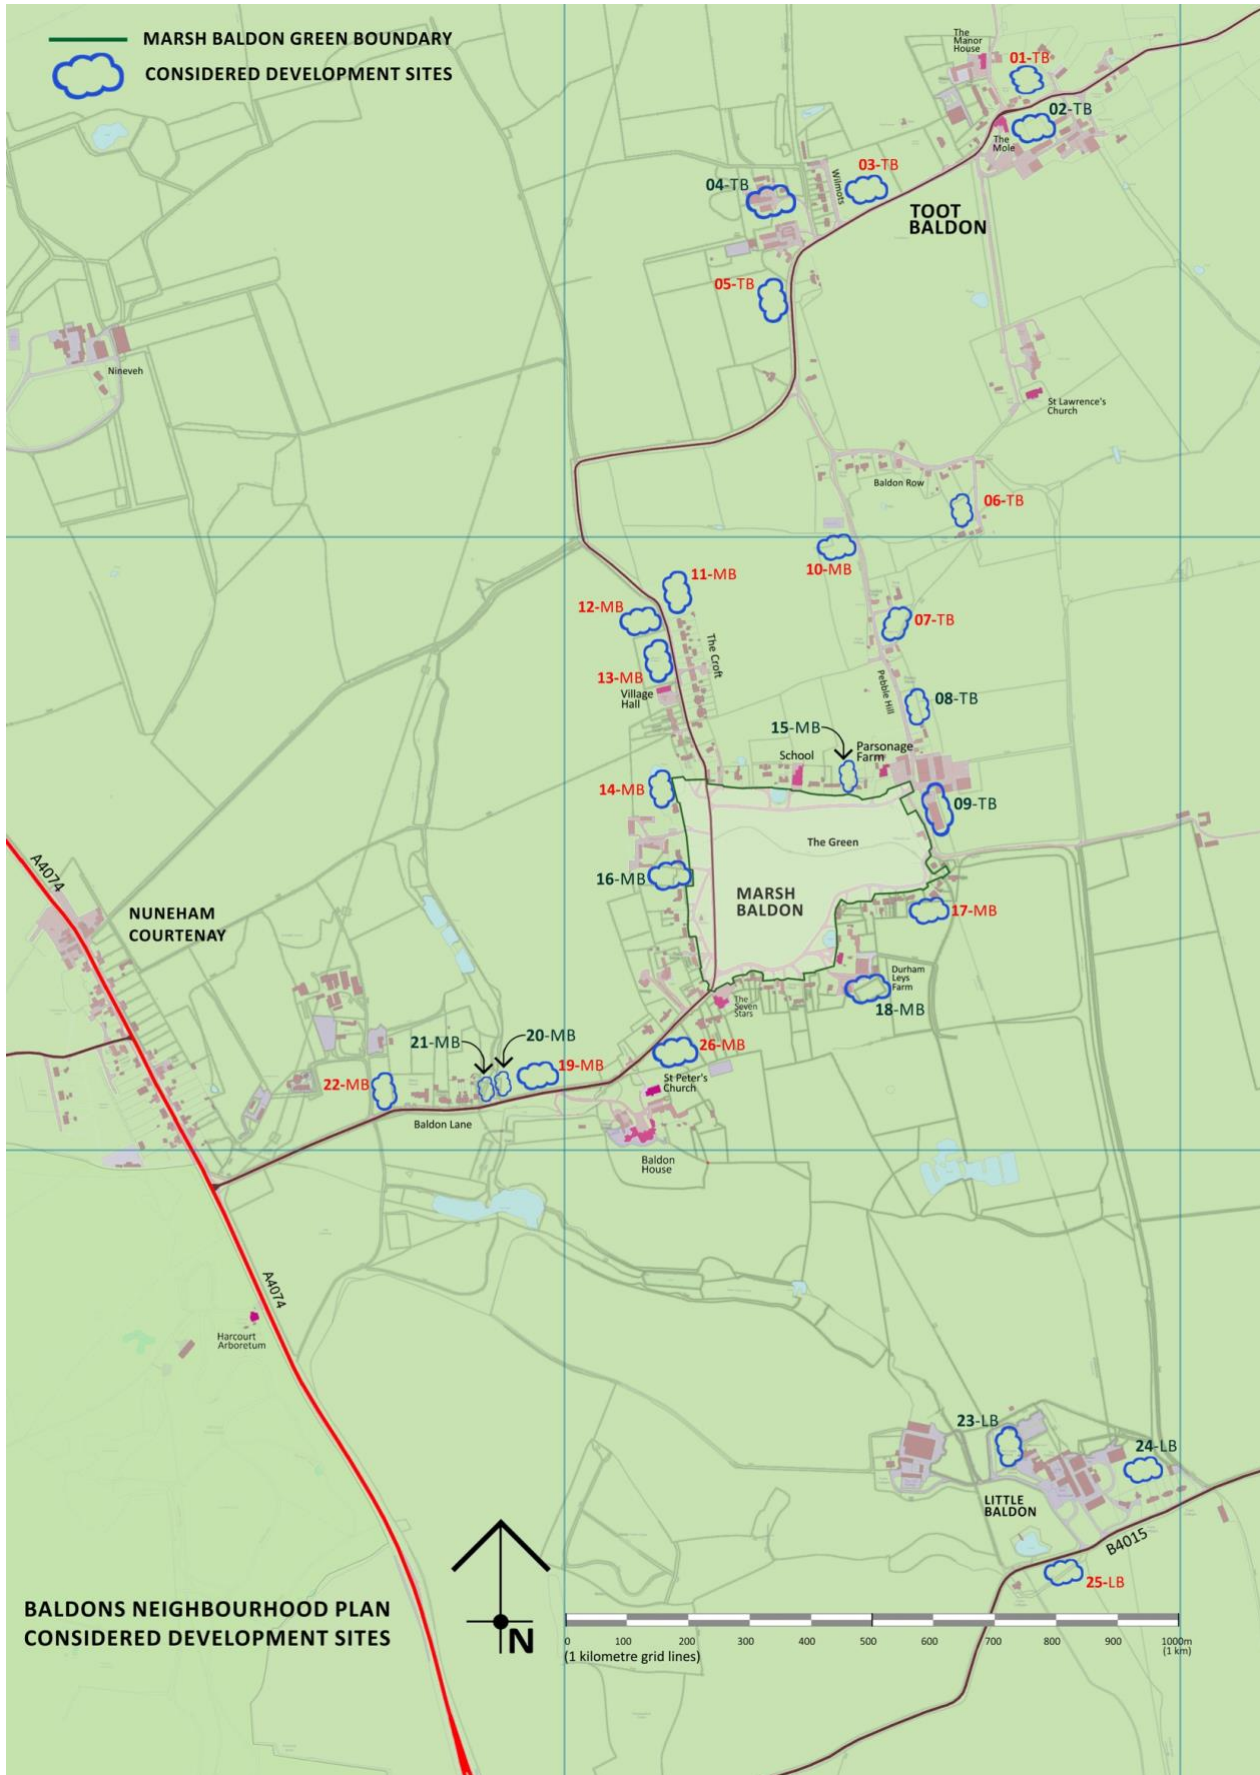 MARSH BALDON GREEN BOUNDARY
CONSIDERED DEVELOPMENT SITES
The
Manor
House
01-TB
02-TB
The
Mole
03-TB
Wilmots
04-TB
TOOT
BALDON
05-TB
Nineveh
St Lawrence's
Church
Baldon Row
06-TB
10-MB
11-MB
12-MB
07-TB
The Croft
13-MB
Village
Hall
Pebble Hill
08-TB
15-MB
School
Parsonage
Farm
14-MB
09-TB
The Green
A4074
16-MB
MARSH
BALDON
NUNEHAM
COURTENAY
17-MB
Durham
Leys
Farm
The
Seven
Stars
18-MB
21-MB
20-MB
26-MB
19-MB
22-MB
St Peter's
Church
Baldon Lane
Baldon
House
A4074
Harcourt
Arboretum
23-LB
24-LB
LITTLE
BALDON
B4015
25-LB
BALDONS NEIGHBOURHOOD PLAN
CONSIDERED DEVELOPMENT SITES
N
0 100 200 300 400 500 600 700 800 900 1000m
(1 kilometre grid lines) (1 km)